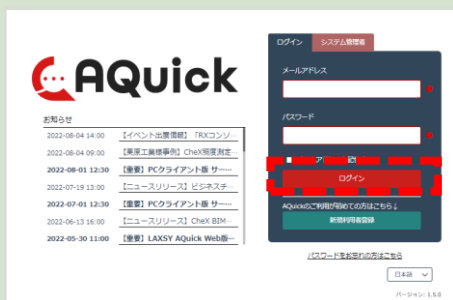 AQuick
お知らせ
2022-08-04 14:00 【イベント出展情報】「RXコンソ…
2022-08-04 09:00 【栗原工業様事例】CheX照度測定…
2022-08-01 12:30 【重要】PCクライアント版 サー…
2022-07-19 13:00 【ニュースリリース】ビジネスチ…
2022-07-01 12:30 【重要】PCクライアント版 サー…
2022-06-13 16:00 【ニュースリリース】CheX BIM…
2022-05-30 11:00 【重要】LAXSY AQuick Web版…
ログイン システム管理者
メールアドレス
パスワード
ログイン
AQuickのご利用が初めての方はこちら↓
新規利用者登録
パスワードをお忘れの方はこちら
日本語
バージョン: 1.5.0